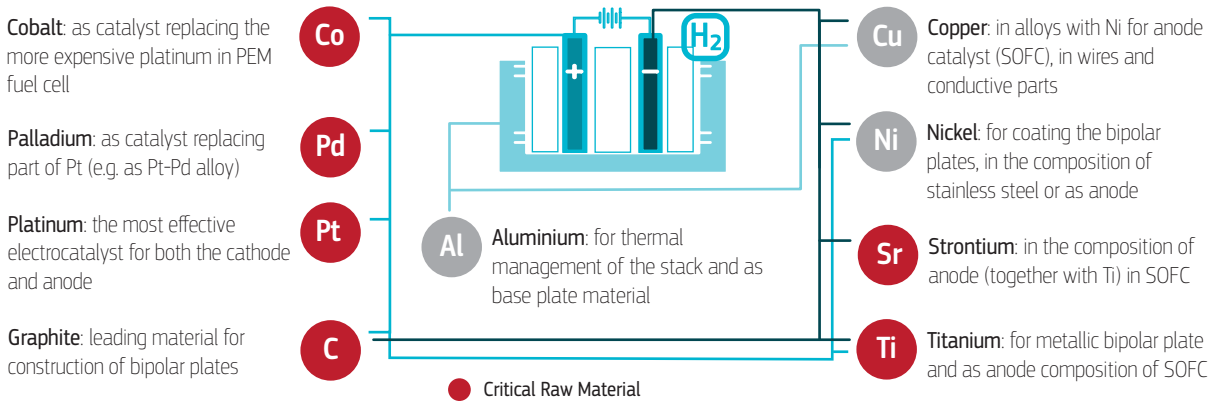 Cobalt: as catalyst replacing the
more expensive platinum in PEM
fuel cell
Co
Palladium: as catalyst replacing
part of Pt (e.g. as Pt-Pd alloy)
Pd
Platinum: the most effective
electrocatalyst for both the cathode
and anode
Pt
Graphite: leading material for
construction of bipolar plates
C
+
−
H2
Al
Aluminium: for thermal
management of the stack and as
base plate material
Critical Raw Material
Cu
Copper: in alloys with Ni for anode
catalyst (SOFC), in wires and
conductive parts
Ni
Nickel: for coating the bipolar
plates, in the composition of
stainless steel or as anode
Sr
Strontium: in the composition of
anode (together with Ti) in SOFC
Ti
Titanium: for metallic bipolar plate
and as anode composition of SOFC